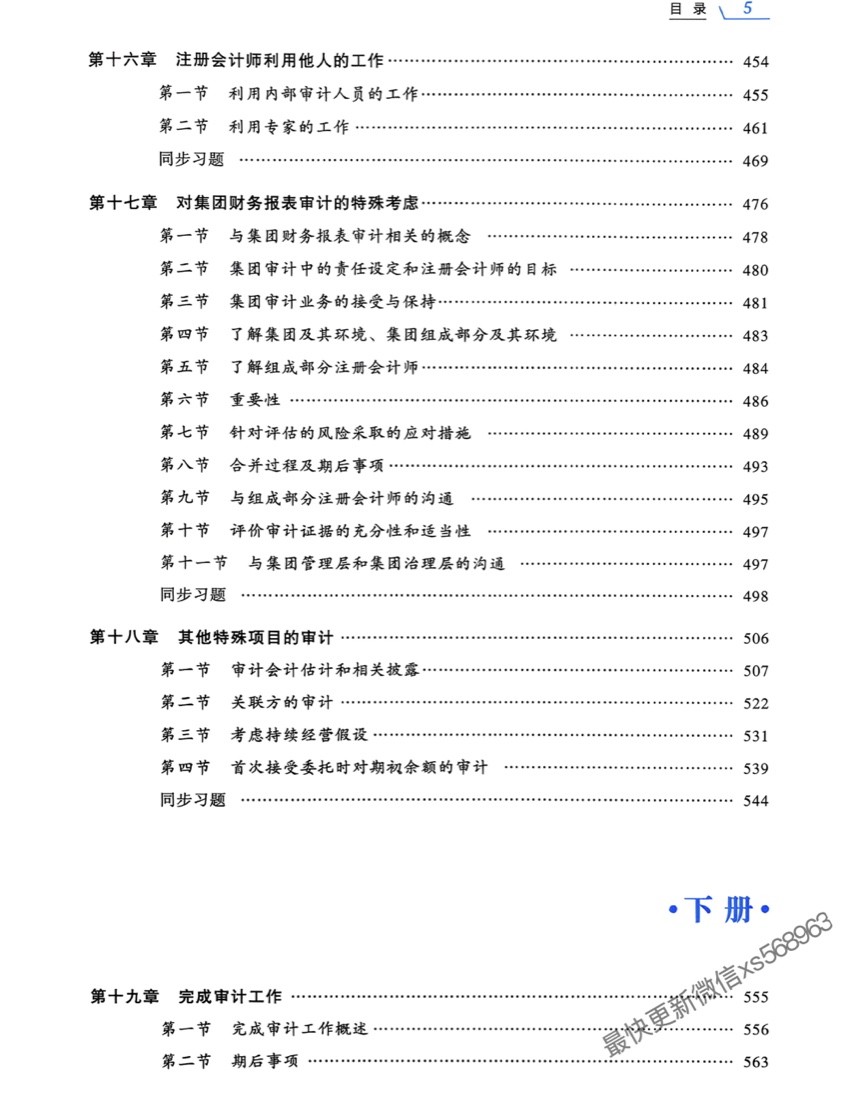 目 录 5
第十六章 注册会计师利用他人的工作 …… 454
第一节 利用内部审计人员的工作 …… 455
第二节 利用专家的工作 …… 461
同步习题 …… 469
第十七章 对集团财务报表审计的特殊考虑 …… 476
第一节 与集团财务报表审计相关的概念 …… 478
第二节 集团审计中的责任设定和注册会计师的目标 …… 480
第三节 集团审计业务的接受与保持 …… 481
第四节 了解集团及其环境、集团组成部分及其环境 …… 483
第五节 了解组成部分注册会计师 …… 484
第六节 重要性 …… 486
第七节 针对评估的风险采取的应对措施 …… 489
第八节 合并过程及期后事项 …… 493
第九节 与组成部分注册会计师的沟通 …… 495
第十节 评价审计证据的充分性和适当性 …… 497
第十一节 与集团管理层和集团治理层的沟通 …… 497
同步习题 …… 498
第十八章 其他特殊项目的审计 …… 506
第一节 审计会计估计和相关披露 …… 507
第二节 关联方的审计 …… 522
第三节 考虑持续经营假设 …… 531
第四节 首次接受委托时对期初余额的审计 …… 539
同步习题 …… 544
·下 册·
第十九章 完成审计工作 …… 555
第一节 完成审计工作概述 …… 556
第二节 期后事项 …… 563
最快更新微信xs568963